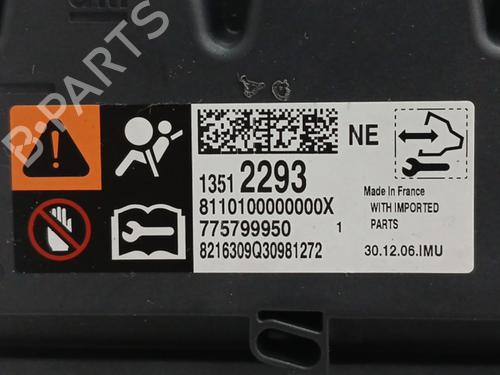 B-PARTS
1351 2293
NE
8110100000000X
775799950 1
8216309Q30981272
Made In France
WITH IMPORTED
PARTS
30.12.06.IMU